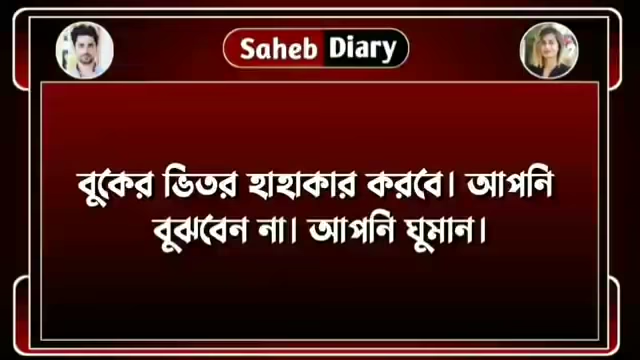 Saheb Diary
বুকের ভিতর হাহাকার করবে। আপনি
বুঝবেন না। আপনি ঘুমান।